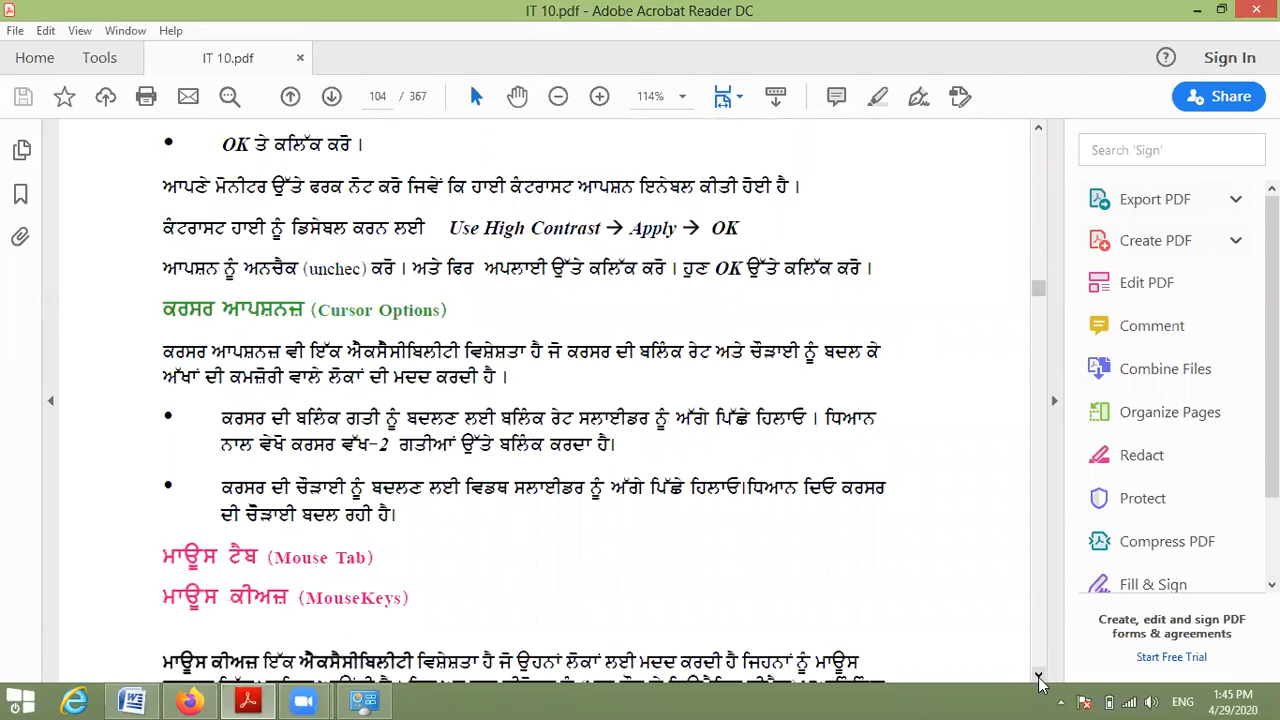 IT 10.pdf - Adobe Acrobat Reader DC
File Edit View Window Help
Home Tools IT 10.pdf × Sign In
104 / 367 114% Share
OK ਤੇ ਕਲਿੱਕ ਕਰੋ ।
ਆਪਣੇ ਮੋਨੀਟਰ ਉੱਤੇ ਫਰਕ ਨੋਟ ਕਰੋ ਜਿਵੇਂ ਕਿ ਹਾਈ ਕੰਟਰਾਸਟ ਆਪਸ਼ਨ ਇਨੇਬਲ ਕੀਤੀ ਹੋਈ ਹੈ ।
ਕੰਟਰਾਸਟ ਹਾਈ ਨੂੰ ਡਿਸੇਬਲ ਕਰਨ ਲਈ Use High Contrast → Apply → OK
ਆਪਸ਼ਨ ਨੂੰ ਅਨਚੈਕ (unchec) ਕਰੋ । ਅਤੇ ਫਿਰ ਅਪਲਾਈ ਉੱਤੇ ਕਲਿੱਕ ਕਰੋ । ਹੁਣ OK ਉੱਤੇ ਕਲਿੱਕ ਕਰੋ ।
ਕਰਸਰ ਆਪਸ਼ਨਜ਼ (Cursor Options)
ਕਰਸਰ ਆਪਸ਼ਨਜ਼ ਵੀ ਇੱਕ ਐਕਸੈਸੀਬਿਲੀਟੀ ਵਿਸ਼ੇਸ਼ਤਾ ਹੈ ਜੋ ਕਰਸਰ ਦੀ ਬਲਿੰਕ ਰੇਟ ਅਤੇ ਚੌੜਾਈ ਨੂੰ ਬਦਲ ਕੇ
ਅੱਖਾਂ ਦੀ ਕਮਜ਼ੋਰੀ ਵਾਲੇ ਲੋਕਾਂ ਦੀ ਮਦਦ ਕਰਦੀ ਹੈ ।
ਕਰਸਰ ਦੀ ਬਲਿੰਕ ਗਤੀ ਨੂੰ ਬਦਲਣ ਲਈ ਬਲਿੰਕ ਰੇਟ ਸਲਾਈਡਰ ਨੂੰ ਅੱਗੇ ਪਿੱਛੇ ਹਿਲਾਓ । ਧਿਆਨ
ਨਾਲ ਵੇਖੋ ਕਰਸਰ ਵੱਖ-2 ਗਤੀਆਂ ਉੱਤੇ ਬਲਿੰਕ ਕਰਦਾ ਹੈ।
ਕਰਸਰ ਦੀ ਚੌੜਾਈ ਨੂੰ ਬਦਲਣ ਲਈ ਵਿਡਥ ਸਲਾਈਡਰ ਨੂੰ ਅੱਗੇ ਪਿੱਛੇ ਹਿਲਾਓ।ਧਿਆਨ ਦਿਓ ਕਰਸਰ
ਦੀ ਚੌੜਾਈ ਬਦਲ ਰਹੀ ਹੈ।
ਮਾਊਸ ਟੈਬ (Mouse Tab)
ਮਾਊਸ ਕੀਅਜ਼ (MouseKeys)
ਮਾਊਸ ਕੀਅਜ਼ ਇੱਕ ਐਕਸੈਸੀਬਿਲੀਟੀ ਵਿਸ਼ੇਸ਼ਤਾ ਹੈ ਜੋ ਉਹਨਾਂ ਲੋਕਾਂ ਲਈ ਮਦਦ ਕਰਦੀ ਹੈ ਜਿਹਨਾਂ ਨੂੰ ਮਾਊਸ
Search 'Sign'
Export PDF
Create PDF
Edit PDF
Comment
Combine Files
Organize Pages
Redact
Protect
Compress PDF
Fill & Sign
Create, edit and sign PDF
forms & agreements
Start Free Trial
ENG
1:45 PM
4/29/2020